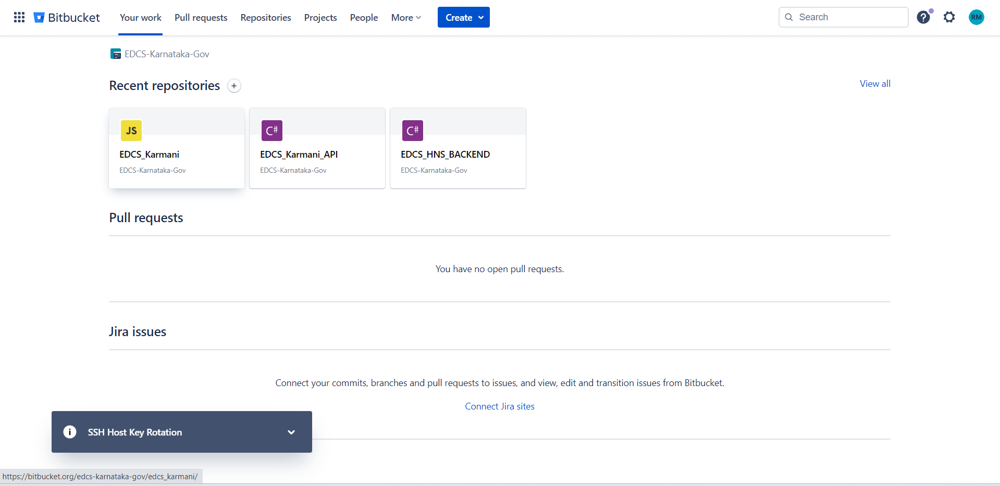 Bitbucket Your work Pull requests Repositories Projects People More Create Search RM
EDCS-Karnataka-Gov
Recent repositories View all
JS C# C#
EDCS_Karmani EDCS_Karmani_API EDCS_HNS_BACKEND
EDCS-Karnataka-Gov EDCS-Karnataka-Gov EDCS-Karnataka-Gov
Pull requests
You have no open pull requests.
Jira issues
Connect your commits, branches and pull requests to issues, and view, edit and transition issues from Bitbucket.
Connect Jira sites
SSH Host Key Rotation
https://bitbucket.org/edcs-karnataka-gov/edcs_karmani/